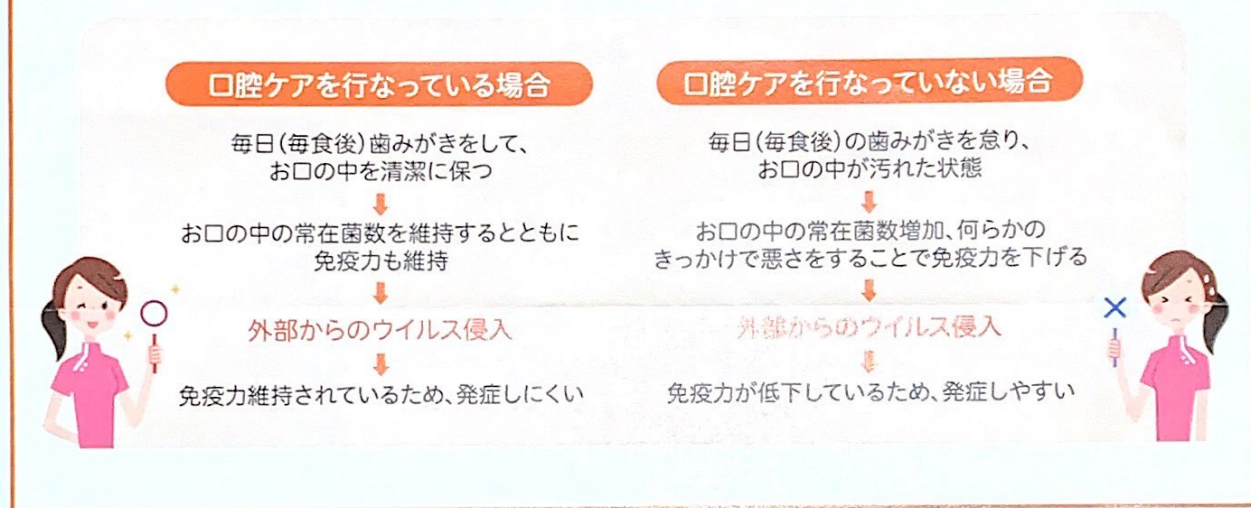 口腔ケアを行なっている場合
毎日(毎食後)歯みがきをして、
お口の中を清潔に保つ
お口の中の常在菌数を維持するとともに
免疫力も維持
外部からのウイルス侵入
免疫力維持されているため、発症しにくい
口腔ケアを行なっていない場合
毎日(毎食後)の歯みがきを怠り、
お口の中が汚れた状態
お口の中の常在菌数増加、何らかの
きっかけで悪さをすることで免疫力を下げる
外部からのウイルス侵入
免疫力が低下しているため、発症しやすい